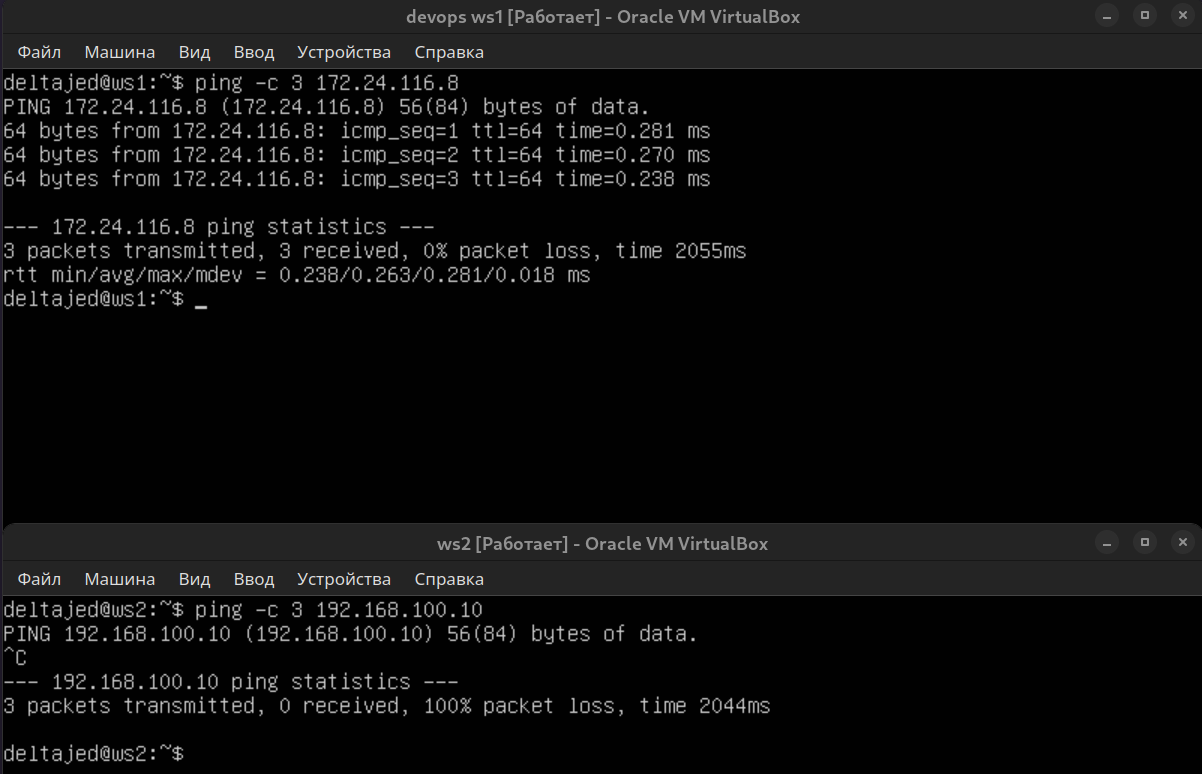 devops ws1 [Работает] - Oracle VM VirtualBox
Файл Машина Вид Ввод Устройства Справка
deltajed@ws1:~$ ping -c 3 172.24.116.8
PING 172.24.116.8 (172.24.116.8) 56(84) bytes of data.
64 bytes from 172.24.116.8: icmp_seq=1 ttl=64 time=0.281 ms
64 bytes from 172.24.116.8: icmp_seq=2 ttl=64 time=0.270 ms
64 bytes from 172.24.116.8: icmp_seq=3 ttl=64 time=0.238 ms
--- 172.24.116.8 ping statistics ---
3 packets transmitted, 3 received, 0% packet loss, time 2055ms
rtt min/avg/max/mdev = 0.238/0.263/0.281/0.018 ms
deltajed@ws1:~$ _
ws2 [Работает] - Oracle VM VirtualBox
Файл Машина Вид Ввод Устройства Справка
deltajed@ws2:~$ ping -c 3 192.168.100.10
PING 192.168.100.10 (192.168.100.10) 56(84) bytes of data.
^C
--- 192.168.100.10 ping statistics ---
3 packets transmitted, 0 received, 100% packet loss, time 2044ms
deltajed@ws2:~$